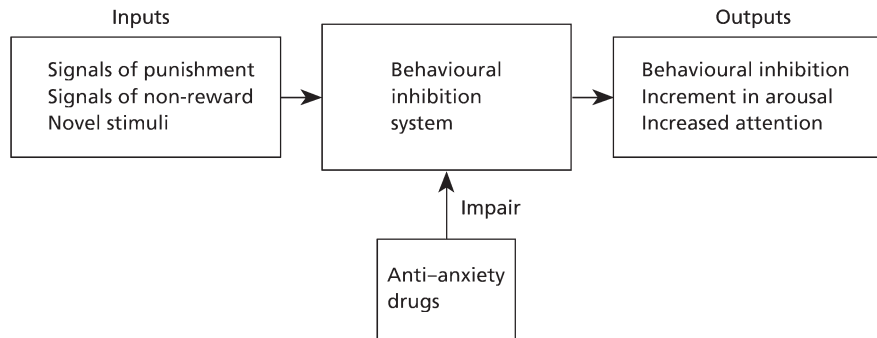 Inputs
Signals of punishment
Signals of non-reward
Novel stimuli
Behavioural
inhibition
system
Outputs
Behavioural inhibition
Increment in arousal
Increased attention
Impair
Anti–anxiety
drugs